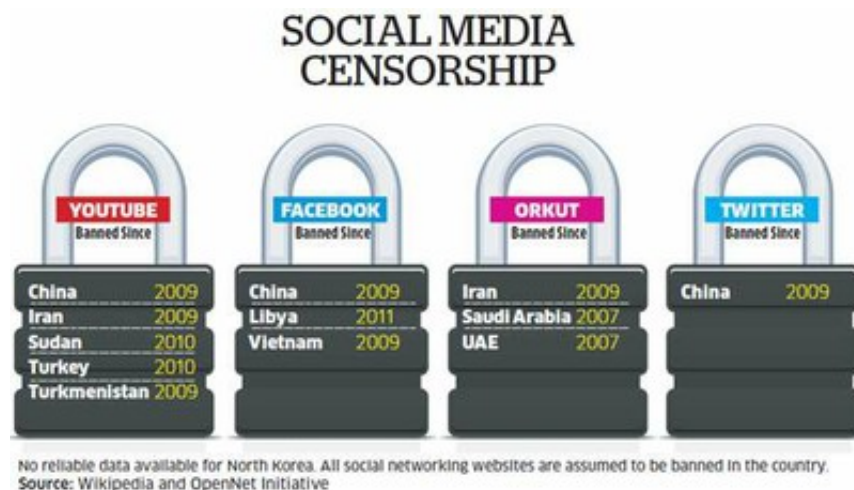 SOCIAL MEDIA
CENSORSHIP
YOUTUBE
Banned Since
China 2009
Iran 2009
Sudan 2010
Turkey 2010
Turkmenistan 2009
FACEBOOK
Banned Since
China 2009
Libya 2011
Vietnam 2009
ORKUT
Banned Since
Iran 2009
Saudi Arabia 2007
UAE 2007
TWITTER
Banned Since
China 2009
No reliable data available for North Korea. All social networking websites are assumed to be banned in the country.
Source: Wikipedia and OpenNet Initiative